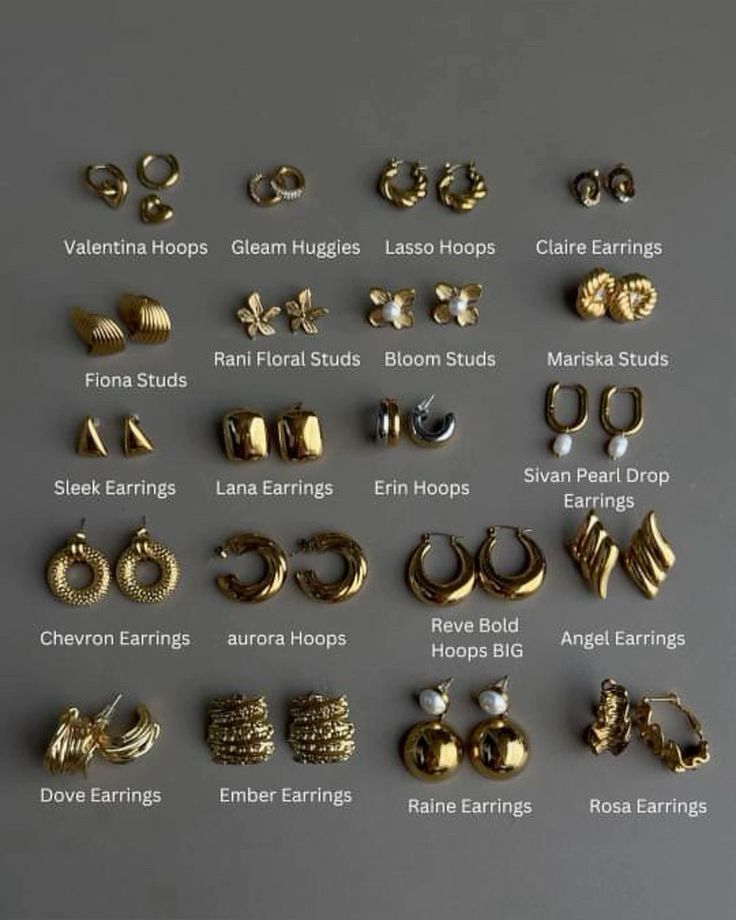 Valentina Hoops
Gleam Huggies
Lasso Hoops
Claire Earrings
Fiona Studs
Rani Floral Studs
Bloom Studs
Mariska Studs
Sleek Earrings
Lana Earrings
Erin Hoops
Sivan Pearl Drop
Earrings
Chevron Earrings
aurora Hoops
Reve Bold
Hoops BIG
Angel Earrings
Dove Earrings
Ember Earrings
Raine Earrings
Rosa Earrings